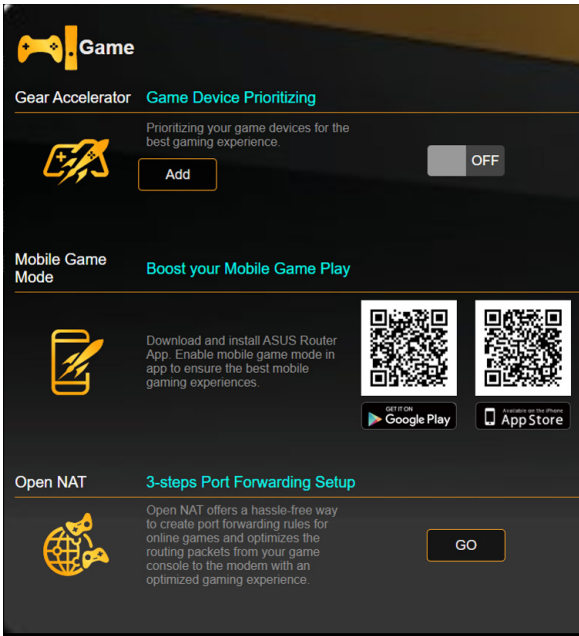 Game
Gear Accelerator
Game Device Prioritizing
Prioritizing your game devices for the
best gaming experience.
Add
OFF
Mobile Game
Mode
Boost your Mobile Game Play
Download and install ASUS Router
App. Enable mobile game mode in
app to ensure the best mobile
gaming experiences.
GET IT ON
Google Play
Available on the iPhone
App Store
Open NAT
3-steps Port Forwarding Setup
Open NAT offers a hassle-free way
to create port forwarding rules for
online games and optimizes the
routing packets from your game
console to the modem with an
optimized gaming experience.
GO